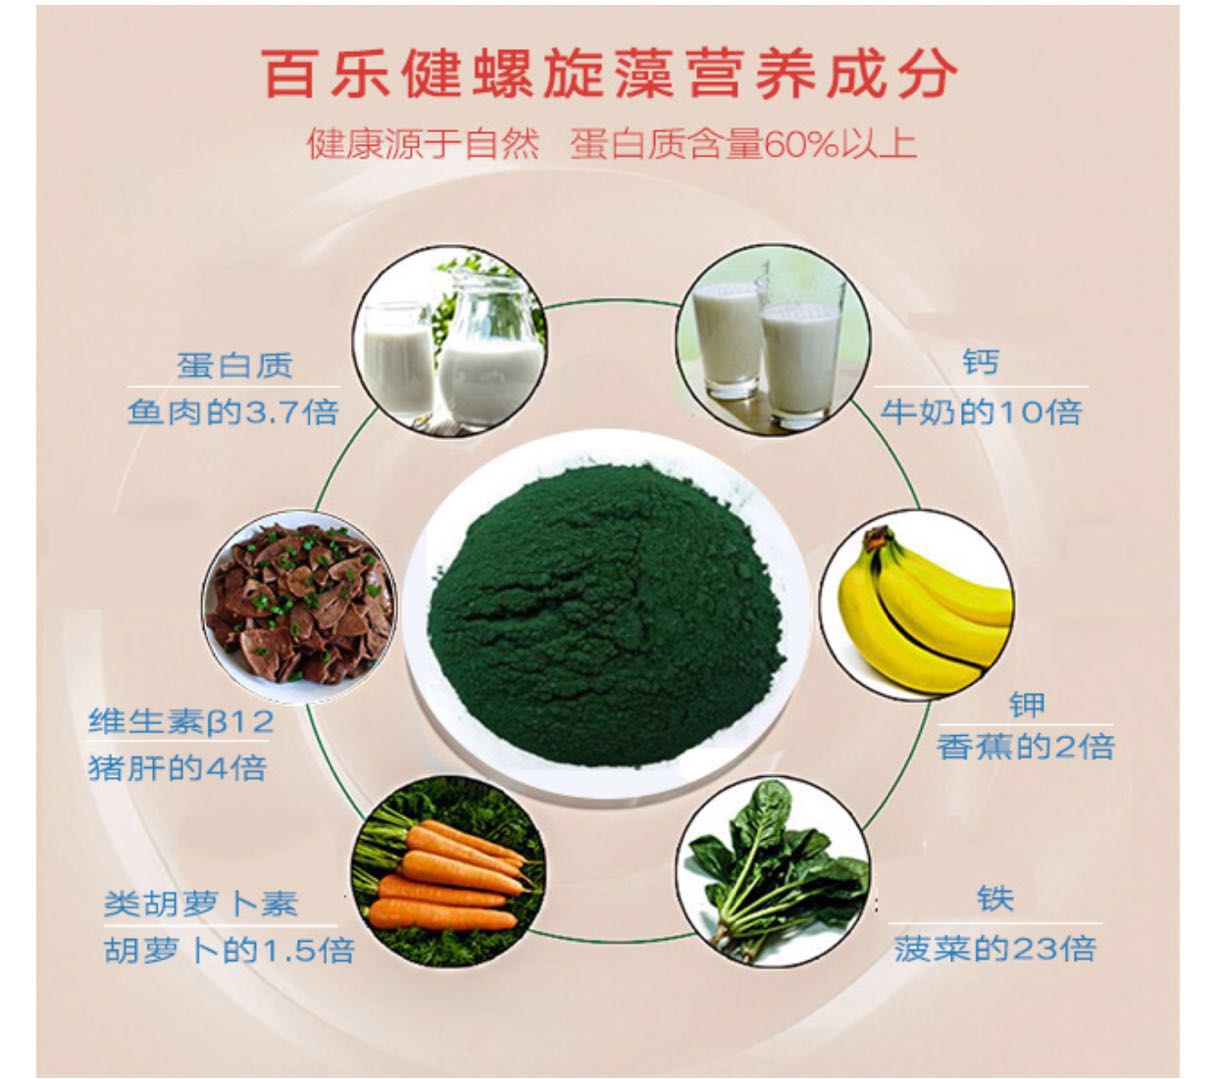 百乐健螺旋藻营养成分
健康源于自然 蛋白质含量60%以上
蛋白质
鱼肉的3.7倍
钙
牛奶的10倍
维生素β12
猪肝的4倍
钾
香蕉的2倍
类胡萝卜素
胡萝卜的1.5倍
铁
菠菜的23倍